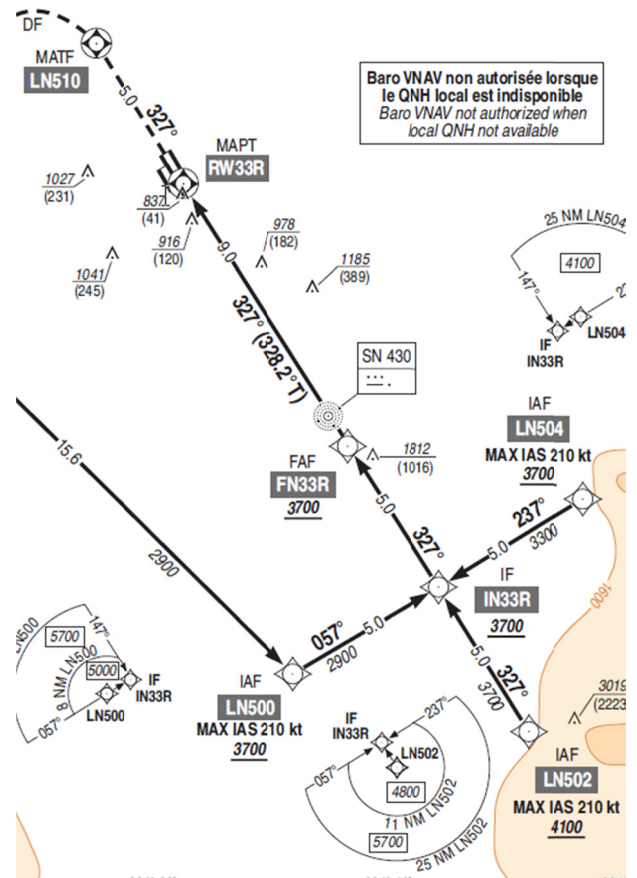 DF
MATF
LN510
5.0
327°
Baro VNAV non autorisée lorsque
le QNH local est indisponible
Baro VNAV not authorized when
local QNH not available
MAPT
RW33R
1027
(231)
837
(41)
916
(120)
978
(182)
1041
(245)
1185
(389)
9.0
327° (328.2°T)
25 NM LN504
4100
147°
IF
IN33R
LN504
SN 430
IAF
LN504
MAX IAS 210 kt
3700
15.6
2900
1812
(1016)
FAF
FN33R
3700
5.0
327°
237°
5.0
3300
1600
IF
IN33R
3700
057°
5.0
2900
5.0
327°
3700
LN500
5700
147°
5000
8 NM LN500
IF
IN33R
LN500
057°
IAF
LN500
MAX IAS 210 kt
3700
3019
(2223
IF
IN33R
237°
LN502
057°
4800
11 NM LN502
5700
25 NM LN502
IAF
LN502
MAX IAS 210 kt
4100